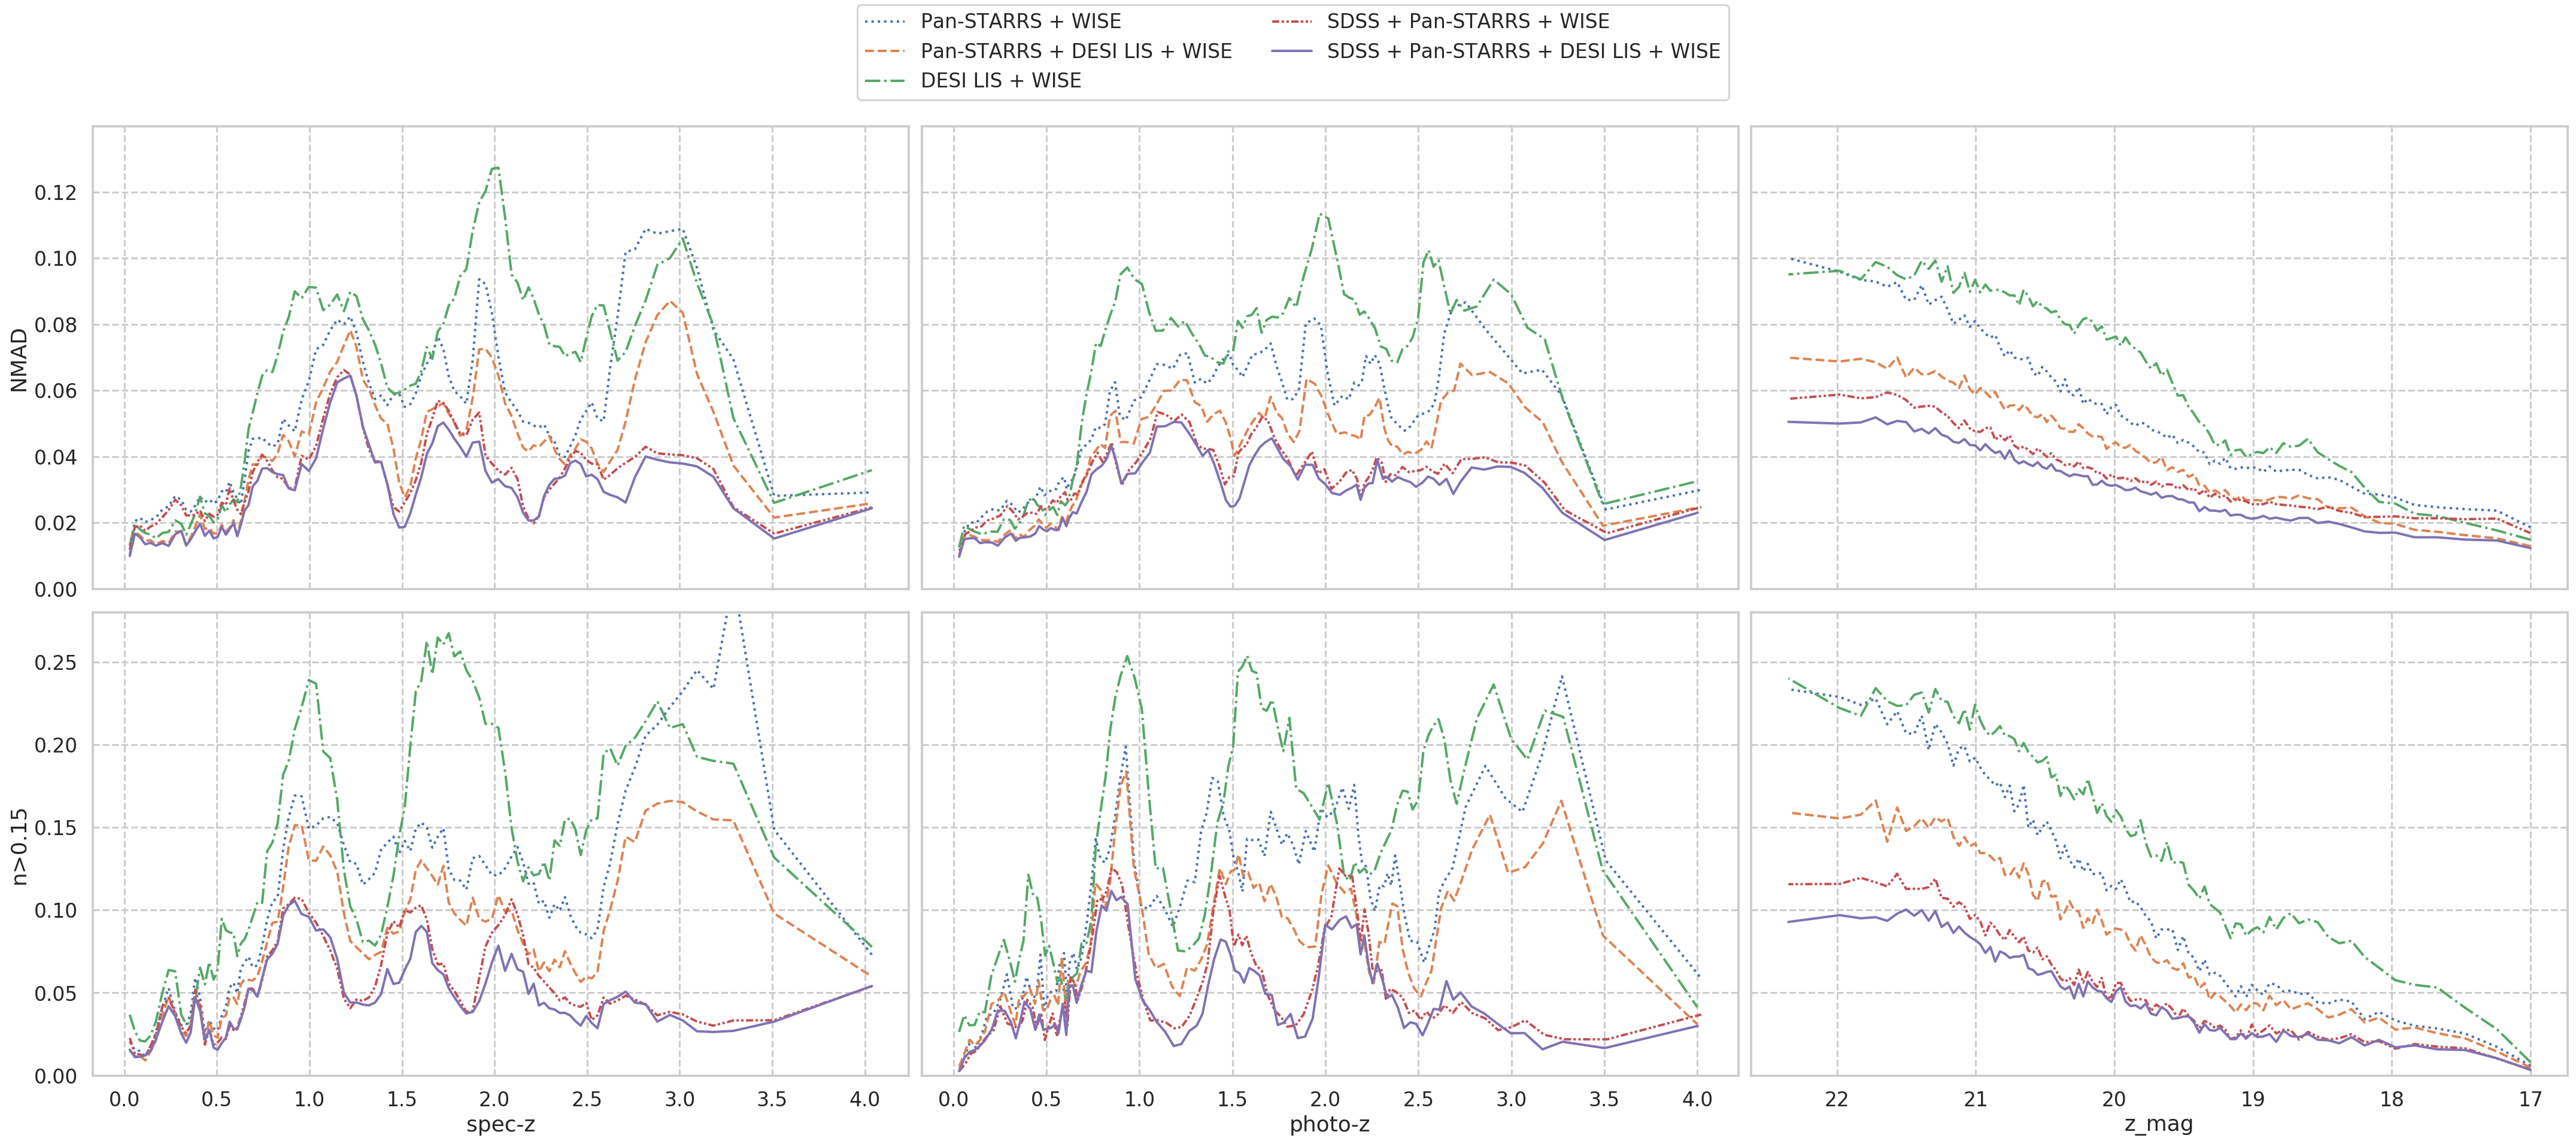 Pan-STARRS + WISE
Pan-STARRS + DESI LIS + WISE
DESI LIS + WISE
SDSS + Pan-STARRS + WISE
SDSS + Pan-STARRS + DESI LIS + WISE
NMAD
0.12
0.10
0.08
0.06
0.04
0.02
0.00
n>0.15
0.25
0.20
0.15
0.10
0.05
0.00
0.0 0.5 1.0 1.5 2.0 2.5 3.0 3.5 4.0
spec-z
0.0 0.5 1.0 1.5 2.0 2.5 3.0 3.5 4.0
photo-z
22 21 20 19 18 17
z_mag